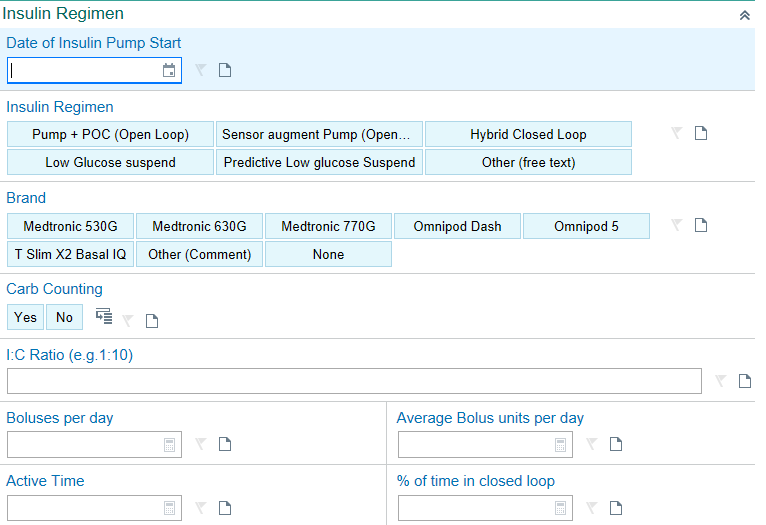 Insulin Regimen
Date of Insulin Pump Start
Insulin Regimen
Pump + POC (Open Loop) Sensor augment Pump (Open... Hybrid Closed Loop
Low Glucose suspend Predictive Low glucose Suspend Other (free text)
Brand
Medtronic 530G Medtronic 630G Medtronic 770G Omnipod Dash Omnipod 5
T Slim X2 Basal IQ Other (Comment) None
Carb Counting
Yes No
I:C Ratio (e.g.1:10)
Boluses per day Average Bolus units per day
Active Time % of time in closed loop